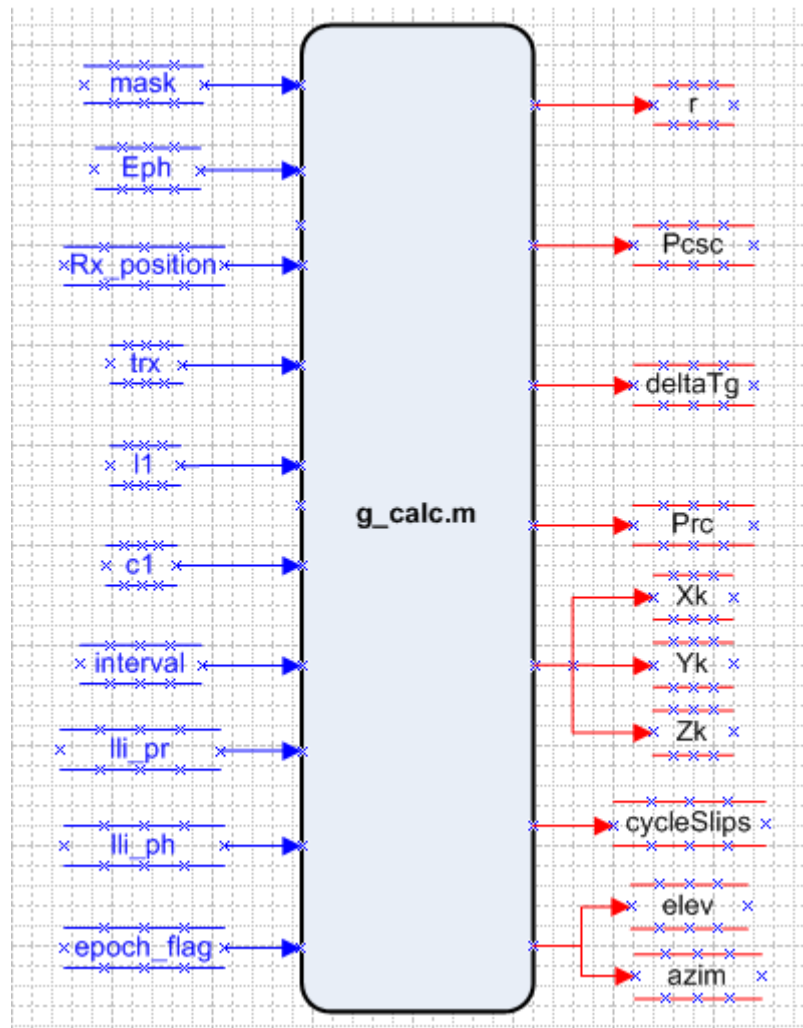 mask
Eph
Rx_position
trx
l1
c1
interval
lli_pr
lli_ph
epoch_flag
g_calc.m
r
Pcsc
deltaTg
Prc
Xk
Yk
Zk
cycleSlips
elev
azim